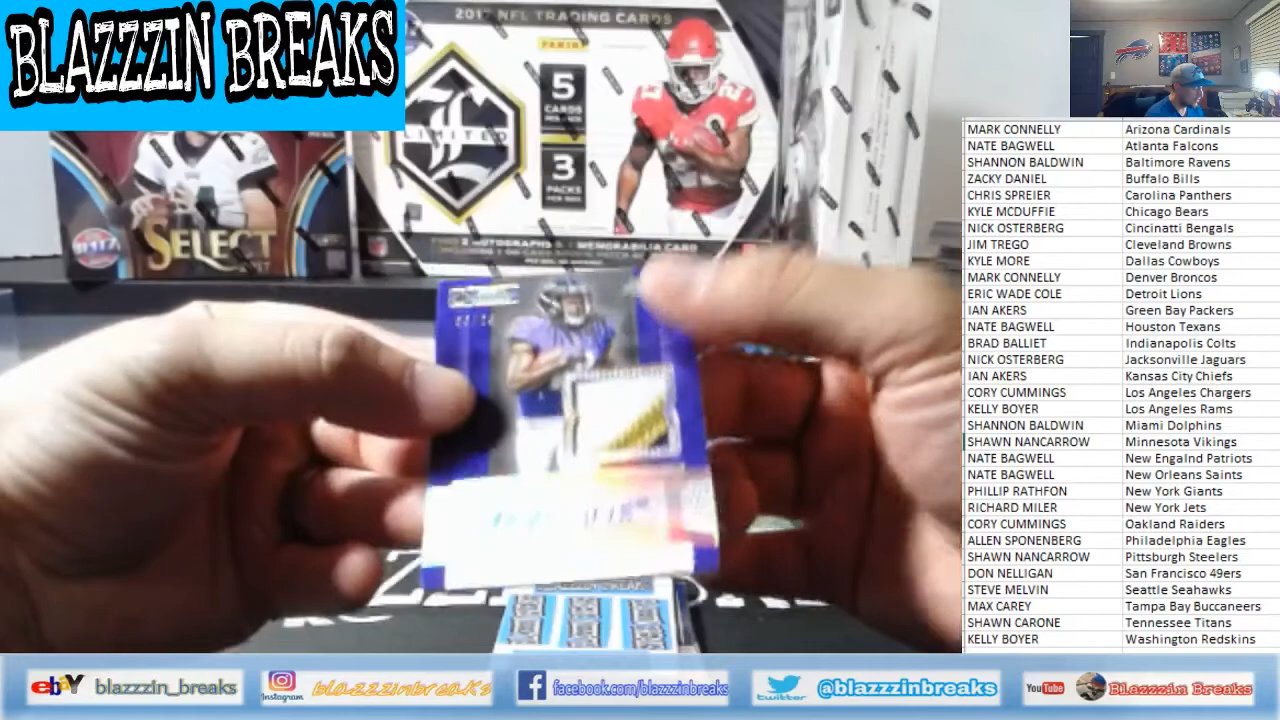 BLAZZZIN BREAKS
2017 NFL TRADING CARDS
PANINI
5
CARDS
3
PACKS
LIMITED
SELECT
MARK CONNELLY Arizona Cardinals
NATE BAGWELL Atlanta Falcons
SHANNON BALDWIN Baltimore Ravens
ZACKY DANIEL Buffalo Bills
CHRIS SPREIER Carolina Panthers
KYLE MCDUFFIE Chicago Bears
NICK OSTERBERG Cincinatti Bengals
JIM TREGO Cleveland Browns
KYLE MORE Dallas Cowboys
MARK CONNELLY Denver Broncos
ERIC WADE COLE Detroit Lions
IAN AKERS Green Bay Packers
NATE BAGWELL Houston Texans
BRAD BALLIET Indianapolis Colts
NICK OSTERBERG Jacksonville Jaguars
IAN AKERS Kansas City Chiefs
CORY CUMMINGS Los Angeles Chargers
KELLY BOYER Los Angeles Rams
SHANNON BALDWIN Miami Dolphins
SHAWN NANCARROW Minnesota Vikings
NATE BAGWELL New Engalnd Patriots
NATE BAGWELL New Orleans Saints
PHILLIP RATHFON New York Giants
RICHARD MILER New York Jets
CORY CUMMINGS Oakland Raiders
ALLEN SPONENBERG Philadelphia Eagles
SHAWN NANCARROW Pittsburgh Steelers
DON NELLIGAN San Francisco 49ers
STEVE MELVIN Seattle Seahawks
MAX CAREY Tampa Bay Buccaneers
SHAWN CARONE Tennessee Titans
KELLY BOYER Washington Redskins
ebaY blazzzin_breaks
Instagram blazzzin_breaks
facebook.com/blazzzinbreaks
twitter @blazzzinbreaks
YouTube Blazzzin Breaks